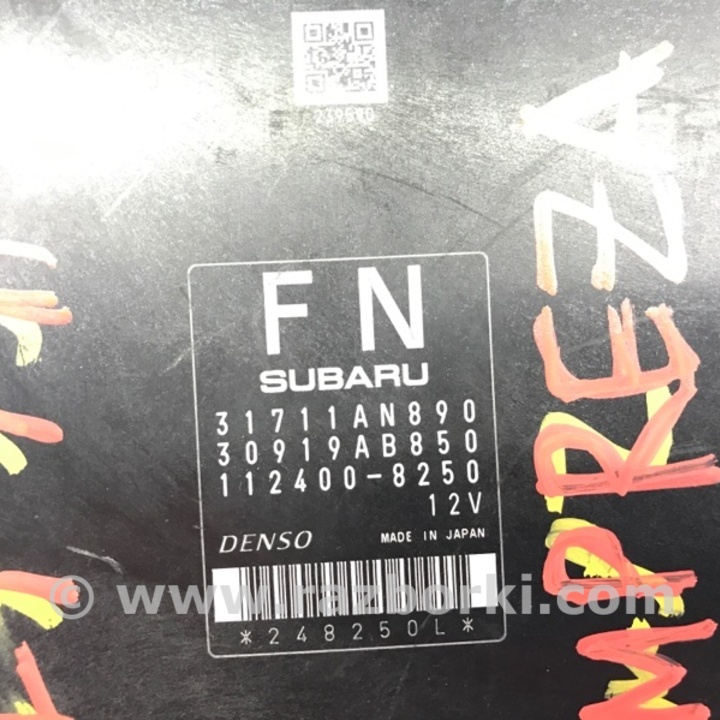 FN
SUBARU
31711AN890
30919AB850
112400-8250
12V
DENSO MADE IN JAPAN
*248250L*
IMPREZA
© www.razborki.com